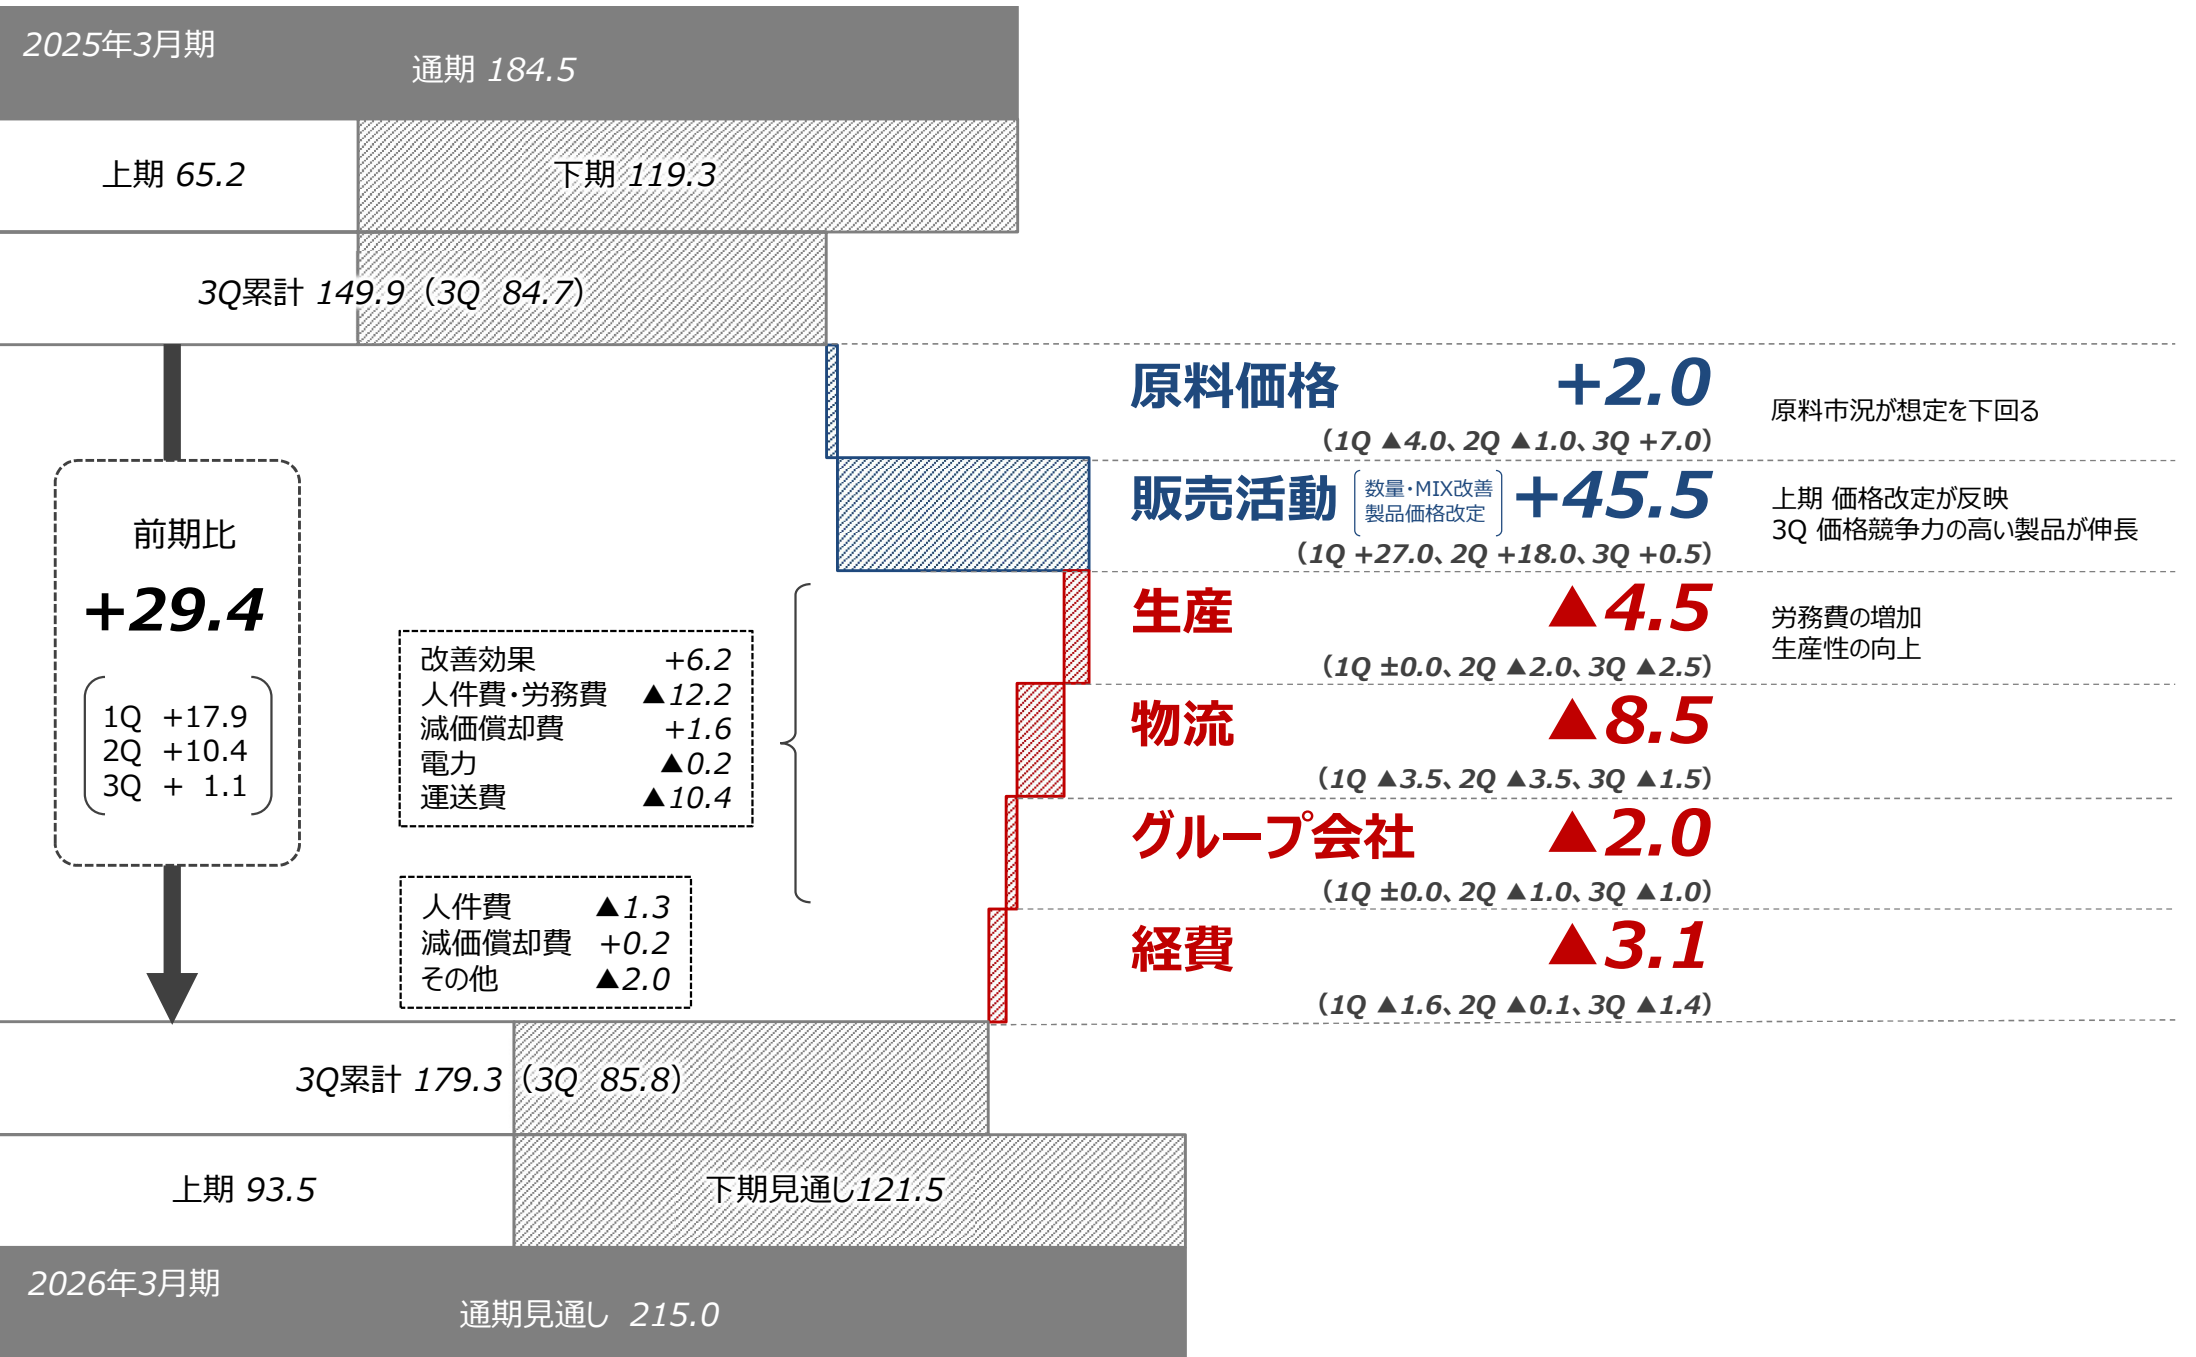 2025年3月期
通期 184.5
上期 65.2
下期 119.3
3Q累計 149.9（3Q 84.7）
原料価格 +2.0
（1Q ▲4.0、2Q ▲1.0、3Q +7.0）
原料市況が想定を下回る
販売活動 数量・MIX改善 製品価格改定 +45.5
（1Q +27.0、2Q +18.0、3Q +0.5）
上期 価格改定が反映
3Q 価格競争力の高い製品が伸長
生産 ▲4.5
（1Q ±0.0、2Q ▲2.0、3Q ▲2.5）
労務費の増加
生産性の向上
物流 ▲8.5
（1Q ▲3.5、2Q ▲3.5、3Q ▲1.5）
グループ会社 ▲2.0
（1Q ±0.0、2Q ▲1.0、3Q ▲1.0）
経費 ▲3.1
（1Q ▲1.6、2Q ▲0.1、3Q ▲1.4）
前期比
+29.4
1Q +17.9
2Q +10.4
3Q + 1.1
改善効果 +6.2
人件費・労務費 ▲12.2
減価償却費 +1.6
電力 ▲0.2
運送費 ▲10.4
人件費 ▲1.3
減価償却費 +0.2
その他 ▲2.0
3Q累計 179.3（3Q 85.8）
上期 93.5
下期見通し121.5
2026年3月期
通期見通し 215.0